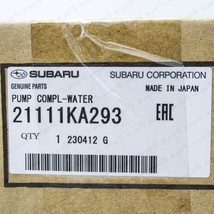 SUBARU SUBARU CORPORATION
GENUINE PARTS MADE IN JAPAN
PUMP COMPL-WATER
21111KA293
EAC
QTY 1 230412 G